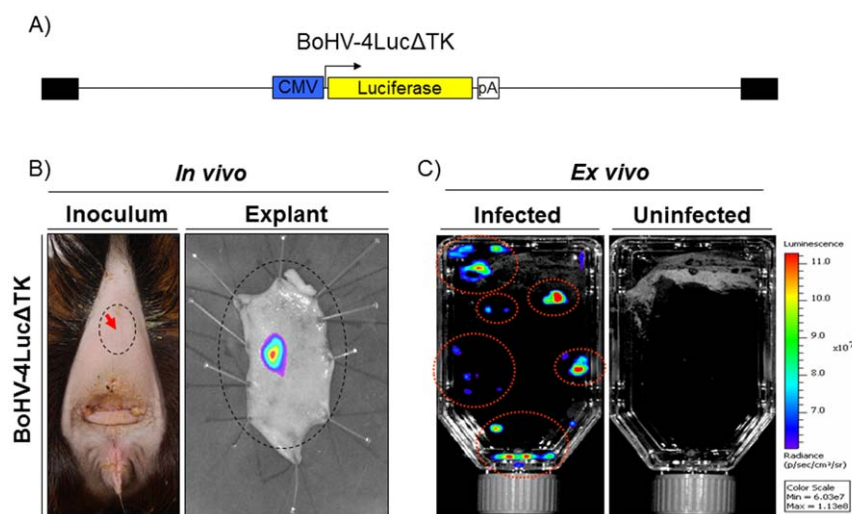 A)
BoHV-4LucΔTK
CMV
Luciferase
pA
B)
In vivo
Inoculum
Explant
BoHV-4LucΔTK
C)
Ex vivo
Infected
Uninfected
Luminescence
11.0
10.0
9.0
x10⁷
8.0
7.0
Radiance
(p/sec/cm²/sr)
Color Scale
Min = 6.03e7
Max = 1.13e8